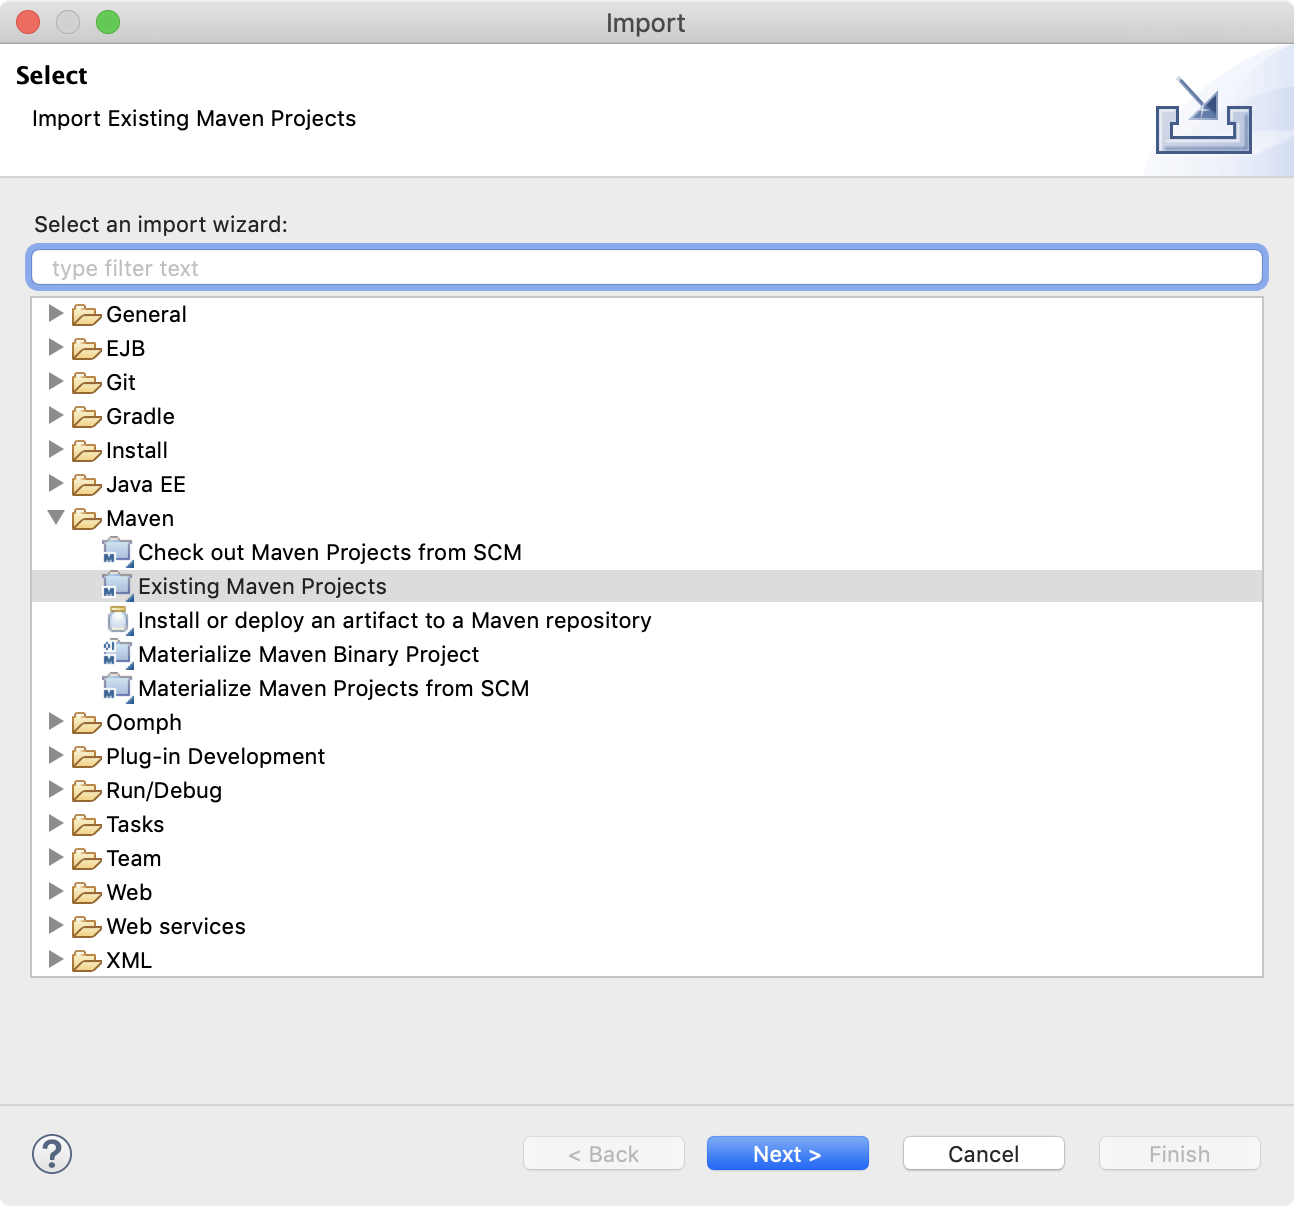 Import
Select
Import Existing Maven Projects
Select an import wizard:
type filter text
General
EJB
Git
Gradle
Install
Java EE
Maven
Check out Maven Projects from SCM
Existing Maven Projects
Install or deploy an artifact to a Maven repository
Materialize Maven Binary Project
Materialize Maven Projects from SCM
Oomph
Plug-in Development
Run/Debug
Tasks
Team
Web
Web services
XML
? < Back Next > Cancel Finish